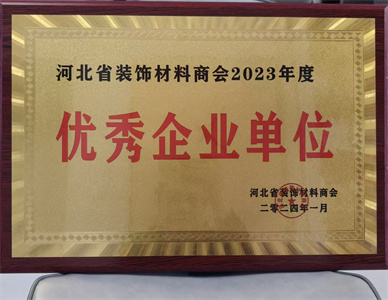 河北省装饰材料商会2023年度
优秀企业单位
河北省装饰材料商会
二零二四年一月